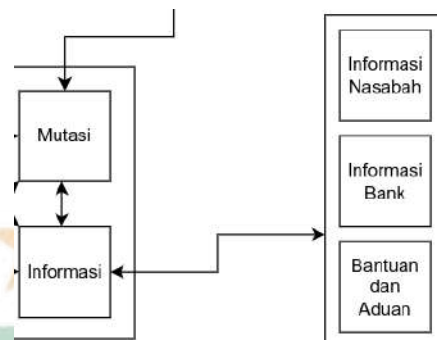 Mutasi
Informasi
Informasi
Nasabah
Informasi
Bank
Bantuan
dan
Aduan